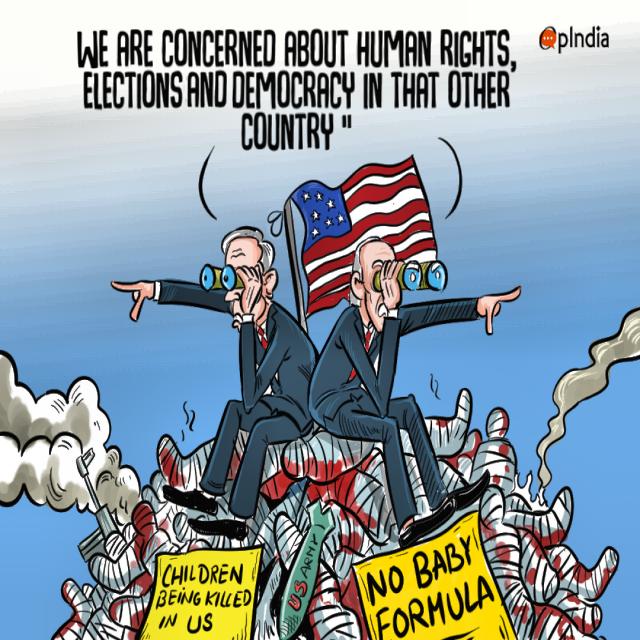 OpIndia
WE ARE CONCERNED ABOUT HUMAN RIGHTS,
ELECTIONS AND DEMOCRACY IN THAT OTHER
COUNTRY "
CHILDREN
BEING KILLED
IN US
US ARMY
NO BABY
FORMULA